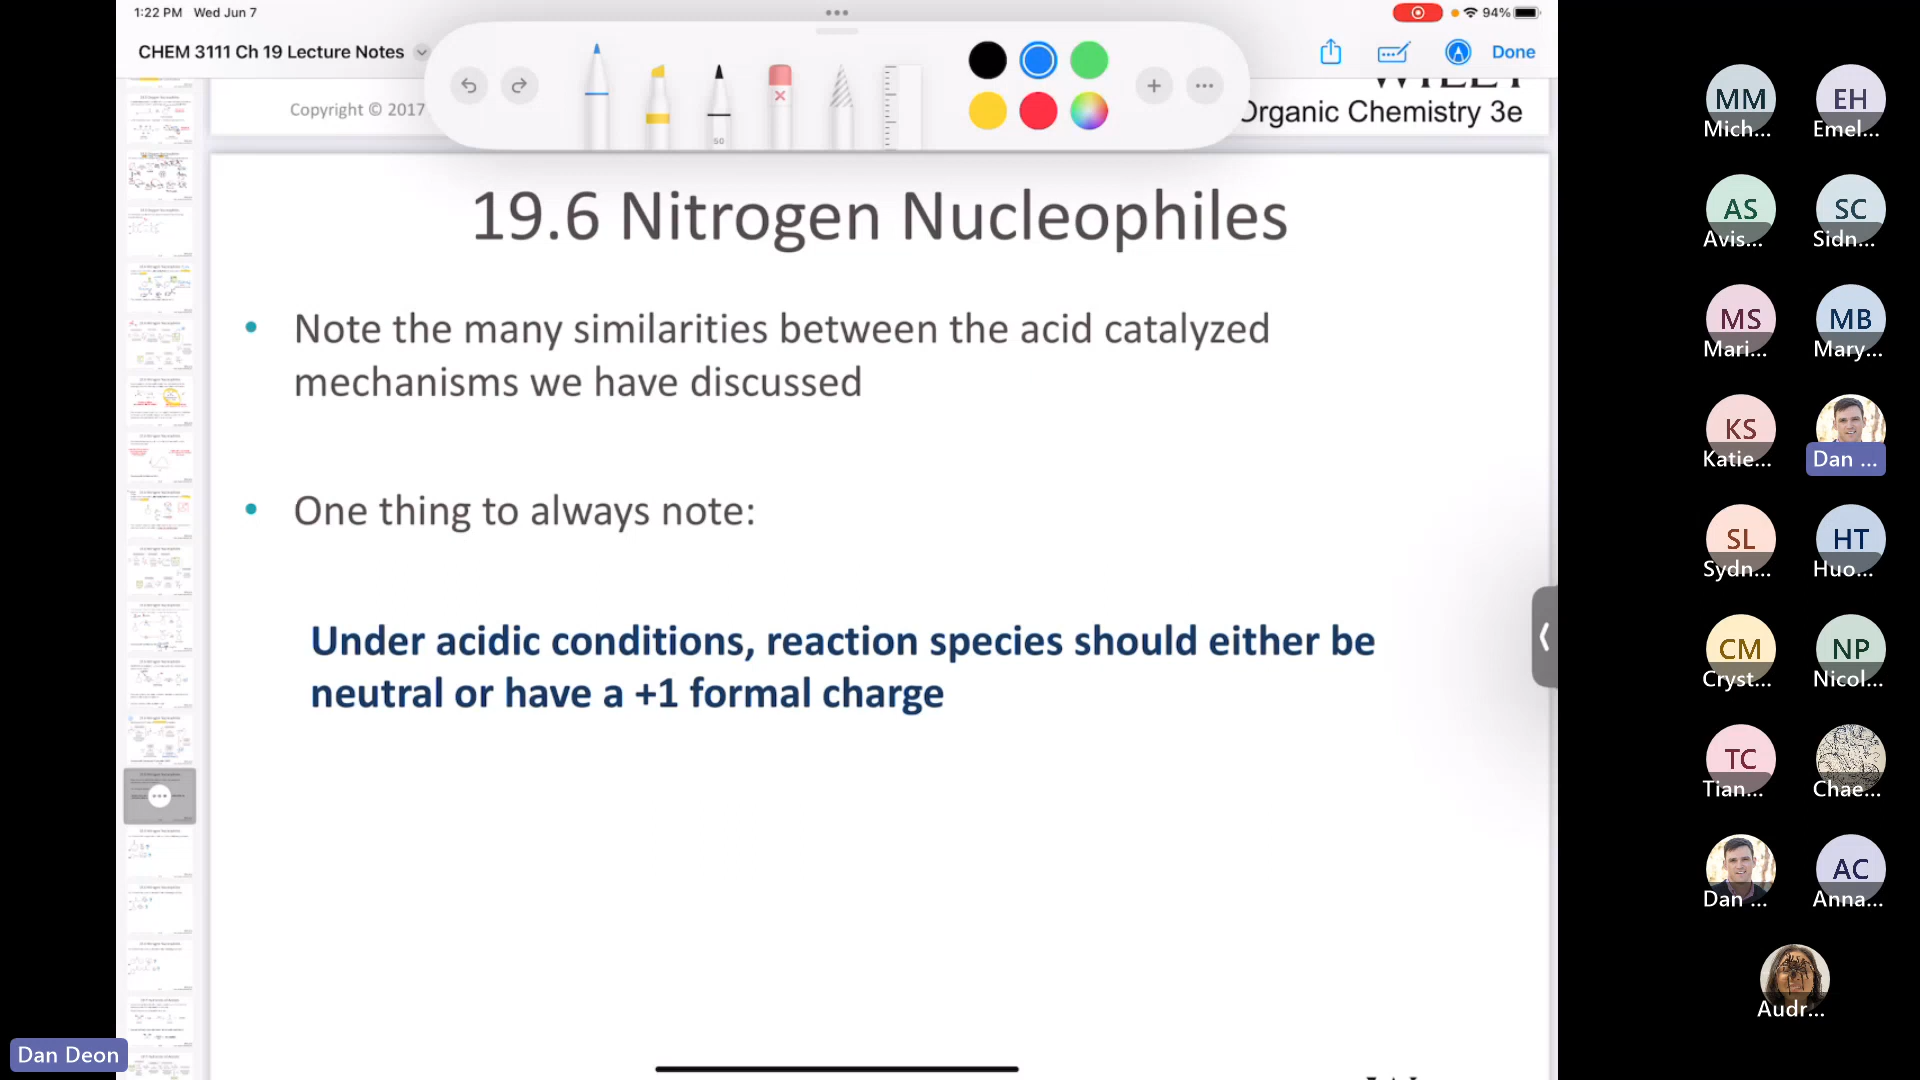 1:22 PM Wed Jun 7
94%
CHEM 3111 Ch 19 Lecture Notes
Done
50
Copyright © 2017
Organic Chemistry 3e
19.6 Nitrogen Nucleophiles
• Note the many similarities between the acid catalyzed
mechanisms we have discussed
• One thing to always note:
Under acidic conditions, reaction species should either be
neutral or have a +1 formal charge
MM
Mich...
EH
Emel...
AS
Avis...
SC
Sidn...
MS
Mari...
MB
Mary...
KS
Katie...
Dan ...
SL
Sydn...
HT
Huo...
CM
Cryst...
NP
Nicol...
TC
Tian...
Chae...
Dan ...
AC
Anna...
Audr...
Dan Deon